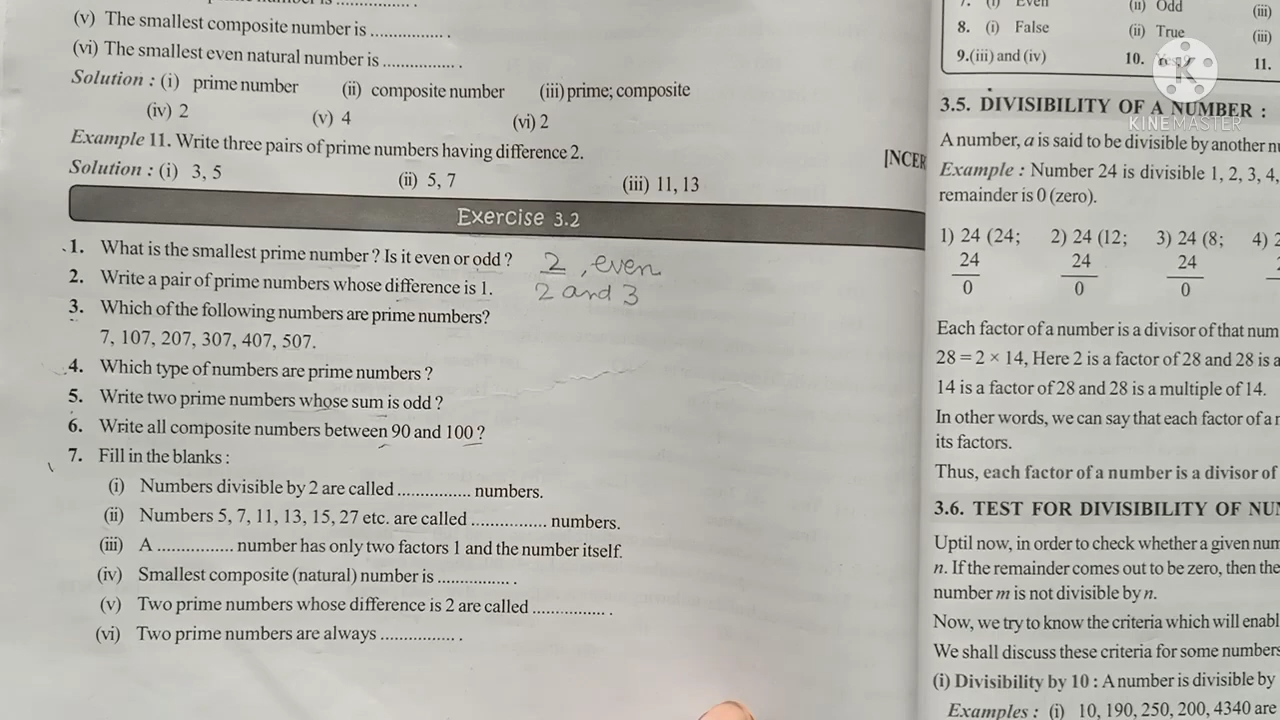 (v) The smallest composite number is ................ .
(vi) The smallest even natural number is ................ .
Solution : (i) prime number (ii) composite number (iii) prime; composite
(iv) 2 (v) 4 (vi) 2
Example 11. Write three pairs of prime numbers having difference 2. [NCER
Solution : (i) 3, 5 (ii) 5, 7 (iii) 11, 13
Exercise 3.2
1. What is the smallest prime number ? Is it even or odd ? 2, even
2. Write a pair of prime numbers whose difference is 1. 2 and 3
3. Which of the following numbers are prime numbers?
7, 107, 207, 307, 407, 507.
4. Which type of numbers are prime numbers ?
5. Write two prime numbers whose sum is odd ?
6. Write all composite numbers between 90 and 100 ?
7. Fill in the blanks :
(i) Numbers divisible by 2 are called ................ numbers.
(ii) Numbers 5, 7, 11, 13, 15, 27 etc. are called ................ numbers.
(iii) A ................ number has only two factors 1 and the number itself.
(iv) Smallest composite (natural) number is ................ .
(v) Two prime numbers whose difference is 2 are called ................ .
(vi) Two prime numbers are always ................ .
7. (i) Even (ii) Odd (iii)
8. (i) False (ii) True (iii)
9.(iii) and (iv) 10. 11.
K
KINEMASTER
3.5. DIVISIBILITY OF A NUMBER :
A number, a is said to be divisible by another
Example : Number 24 is divisible 1, 2, 3, 4,
remainder is 0 (zero).
1) 24 (24; 2) 24 (12; 3) 24 (8; 4) 2
24 24 24
0 0 0
Each factor of a number is a divisor of that num
28 = 2 × 14, Here 2 is a factor of 28 and 28 is a
14 is a factor of 28 and 28 is a multiple of 14.
In other words, we can say that each factor of a
its factors.
Thus, each factor of a number is a divisor of
3.6. TEST FOR DIVISIBILITY OF NU
Uptil now, in order to check whether a given num
n. If the remainder comes out to be zero, then the
number m is not divisible by n.
Now, we try to know the criteria which will enabl
We shall discuss these criteria for some numbers
(i) Divisibility by 10 : A number is divisible by
Examples : (i) 10, 190, 250, 200, 4340 are